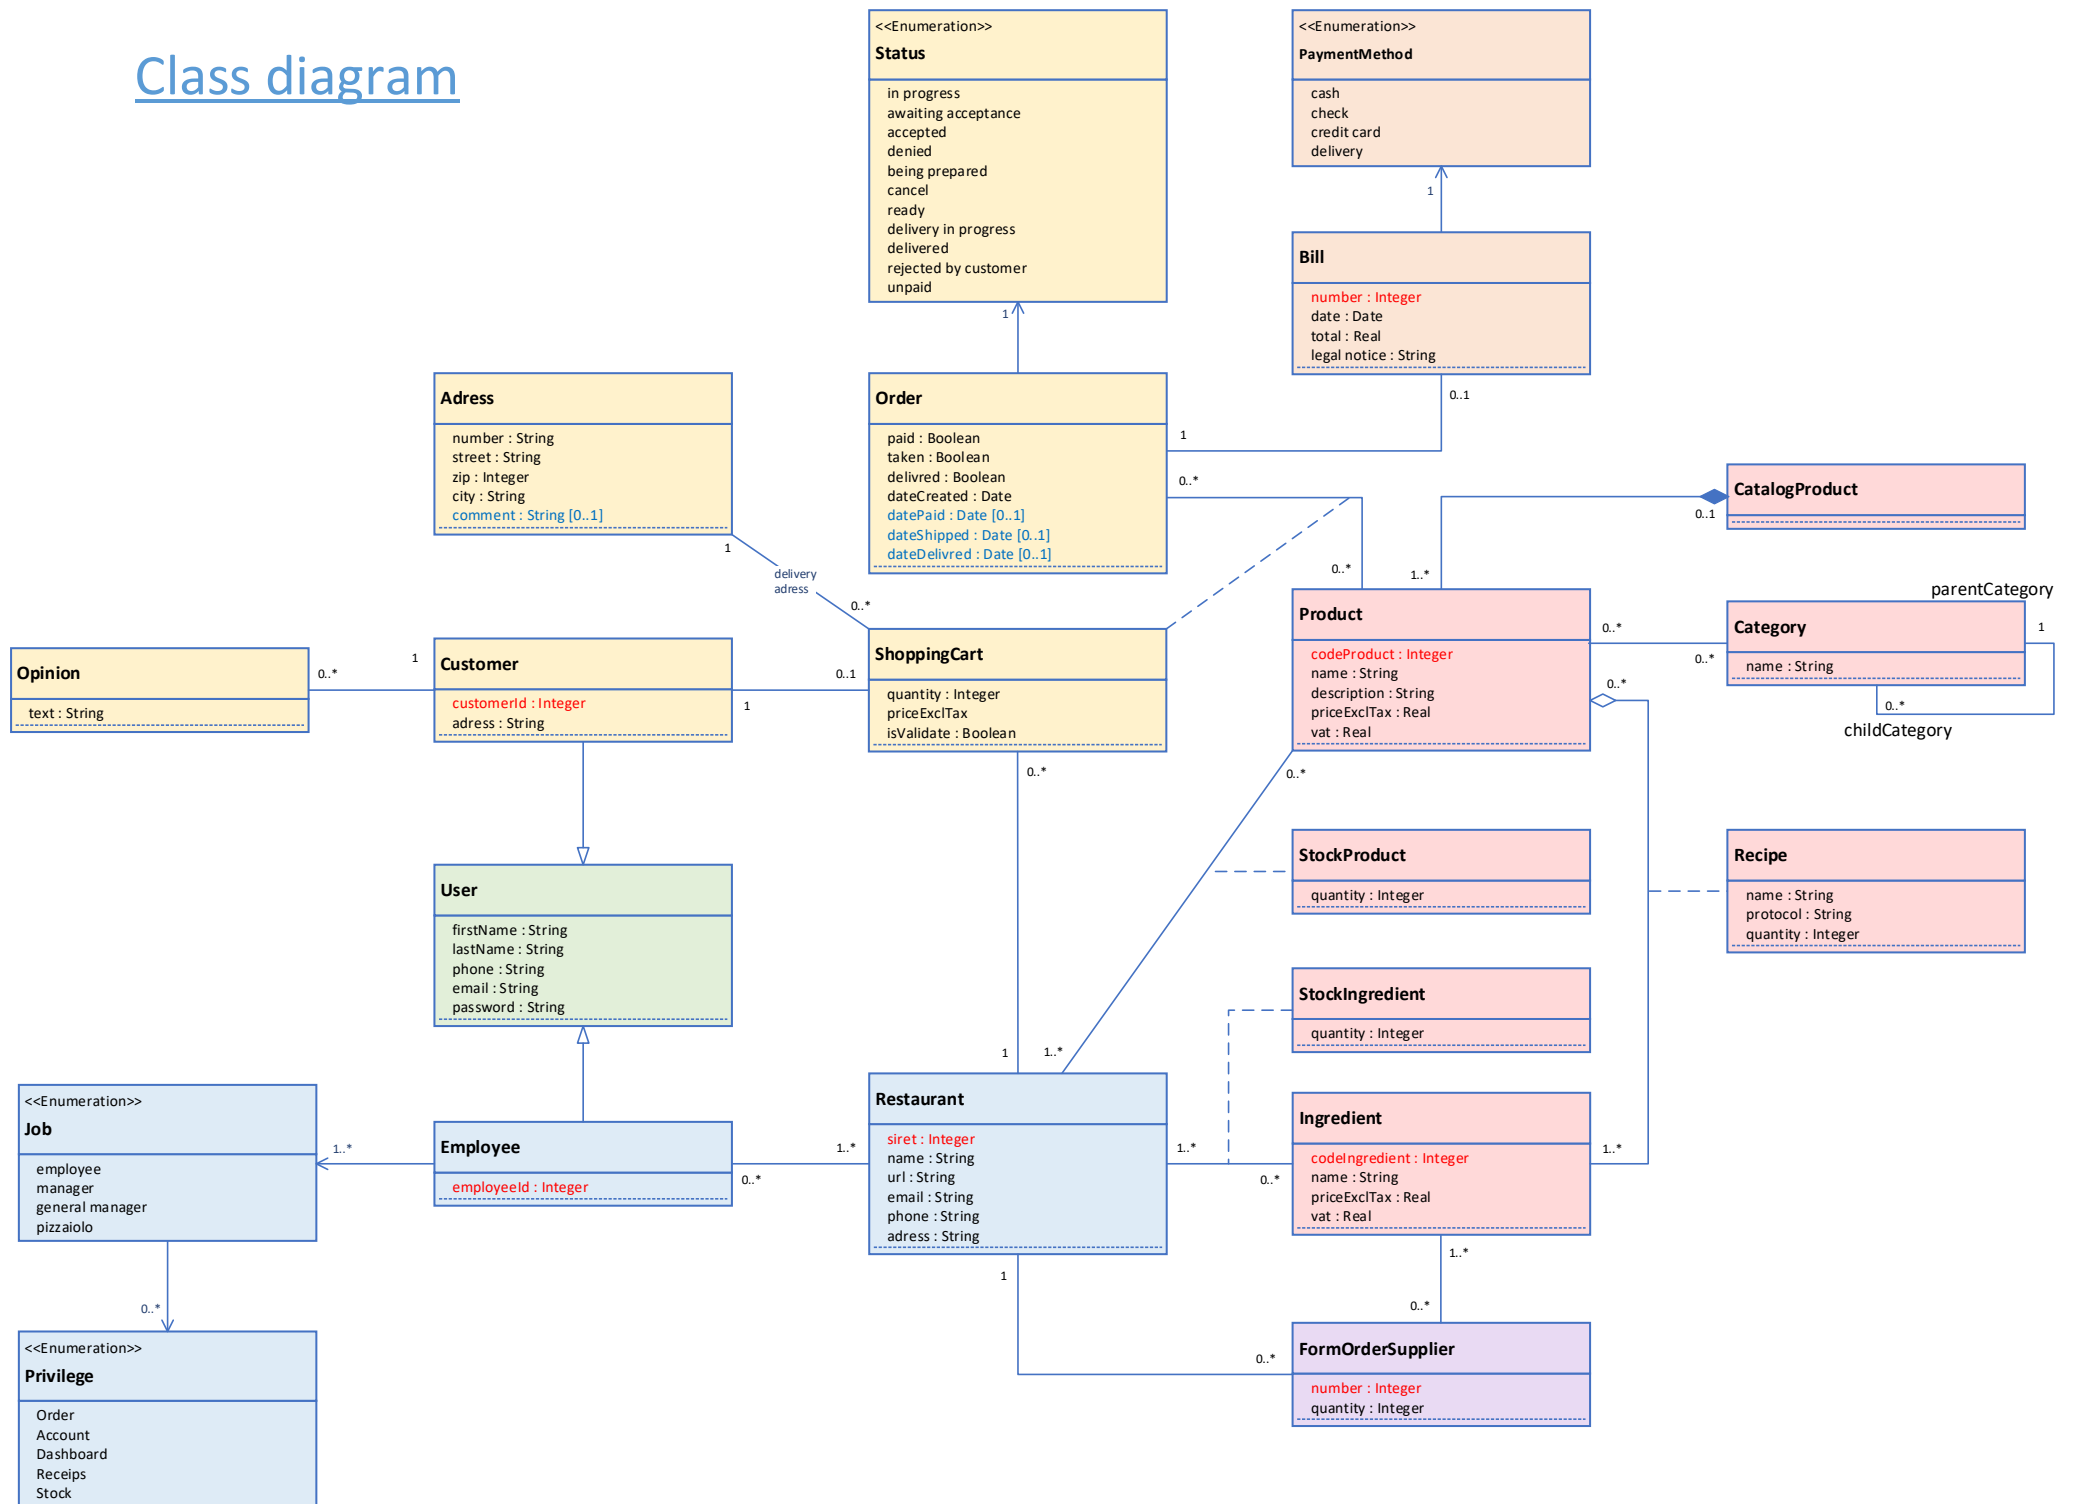 Class diagram
<<Enumeration>>
Status
in progress
awaiting acceptance
accepted
denied
being prepared
cancel
ready
delivery in progress
delivered
rejected by customer
unpaid
1
<<Enumeration>>
PaymentMethod
cash
check
credit card
delivery
1
Bill
number : Integer
date : Date
total : Real
legal notice : String
0..1
Adress
number : String
street : String
zip : Integer
city : String
comment : String [0..1]
1
delivery
adress
0..*
Order
paid : Boolean
taken : Boolean
delivred : Boolean
dateCreated : Date
datePaid : Date [0..1]
dateShipped : Date [0..1]
dateDelivred : Date [0..1]
1
0..*
0..*
CatalogProduct
0..1
1..*
Opinion
text : String
0..*
1
Customer
customerId : Integer
adress : String
1
0..1
ShoppingCart
quantity : Integer
priceExclTax
isValidate : Boolean
0..*
Product
codeProduct : Integer
name : String
description : String
priceExclTax : Real
vat : Real
0..*
0..*
0..*
0..*
parentCategory
Category
name : String
1
0..*
childCategory
User
firstName : String
lastName : String
phone : String
email : String
password : String
StockProduct
quantity : Integer
Recipe
name : String
protocol : String
quantity : Integer
StockIngredient
quantity : Integer
<<Enumeration>>
Job
employee
manager
general manager
pizzaiolo
1..*
0..*
Employee
employeeId : Integer
0..*
1..*
1
1..*
Restaurant
siret : Integer
name : String
url : String
email : String
phone : String
adress : String
1..*
0..*
1
Ingredient
codeIngredient : Integer
name : String
priceExclTax : Real
vat : Real
1..*
1..*
0..*
0..*
FormOrderSupplier
number : Integer
quantity : Integer
<<Enumeration>>
Privilege
Order
Account
Dashboard
Receips
Stock